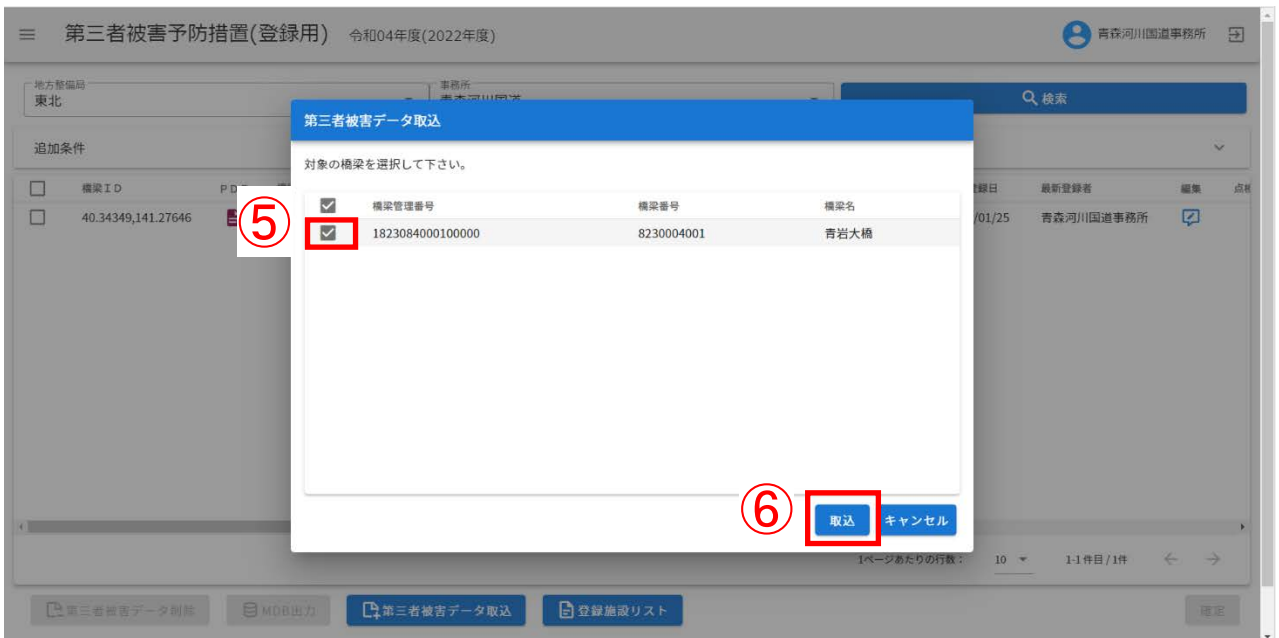 第三者被害予防措置(登録用) 令和04年度(2022年度) 青森河川国道事務所
地方整備局 事務所
東北 青森河川国道 検索
第三者被害データ取込
追加条件
対象の橋梁を選択して下さい。
橋梁ID 登録日 最新登録者 編集
橋梁管理番号 橋梁番号 橋梁名
40.34349,141.27646 /01/25 青森河川国道事務所
⑤
1823084000100000 8230004001 青岩大橋
⑥
取込 キャンセル
1ページあたりの行数: 10 1-1 件目 / 1件
第三者被害データ削除 MDB出力 第三者被害データ取込 登録施設リスト 確定